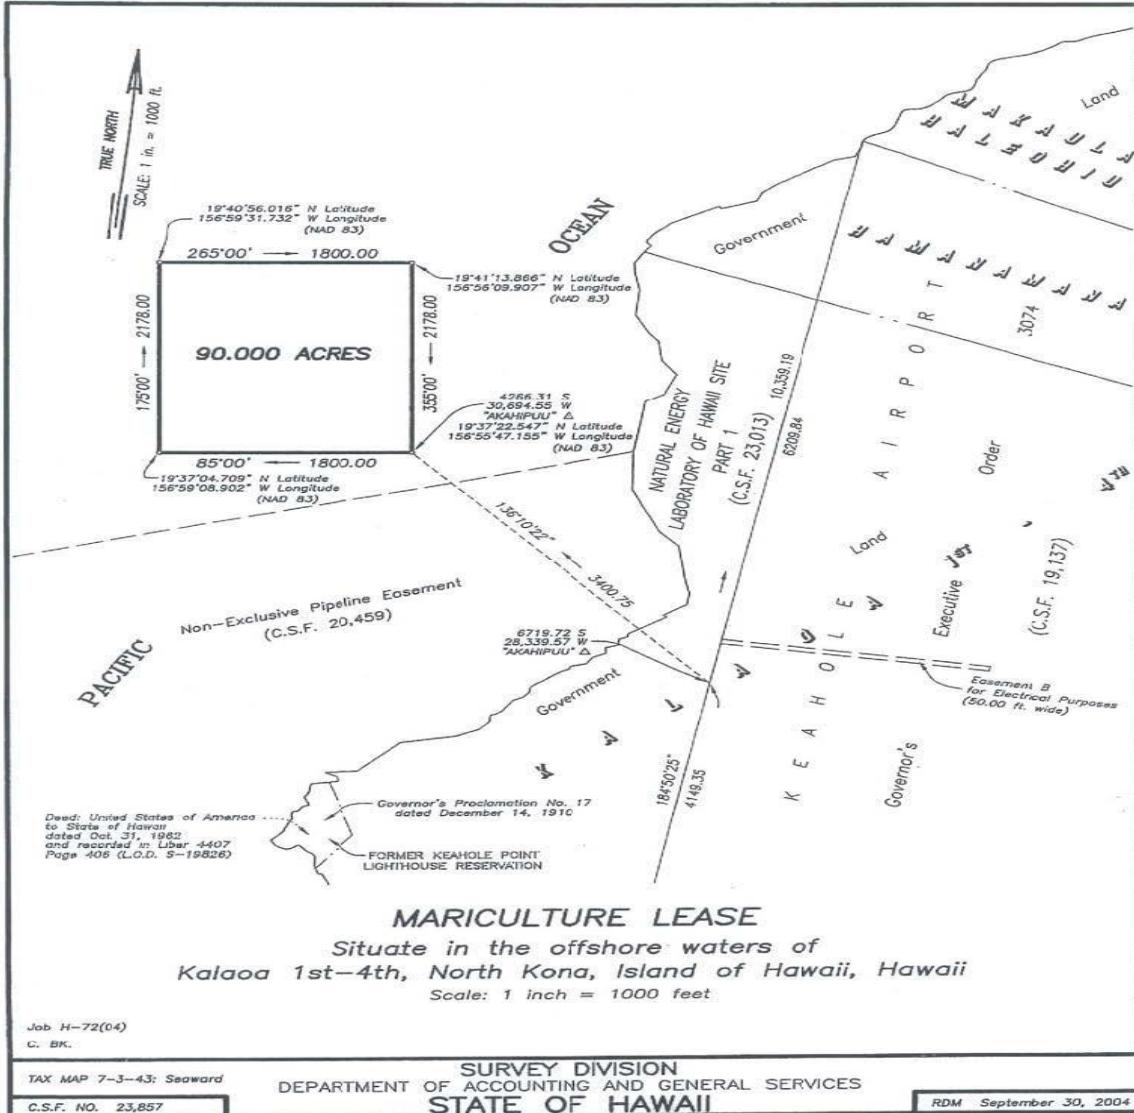 TRUE NORTH
SCALE: 1 in. = 1000 ft.
19°40'56.016" N Latitude
156°59'31.732" W Longitude
(NAD 83)
265°00' 1800.00
19°41'13.866" N Latitude
156°56'09.907" W Longitude
(NAD 83)
175°00' 2178.00
90.000 ACRES
355°00' 2178.00
4266.31 S
30,694.55 W
"AKAHIPUU" Δ
19°37'22.547" N Latitude
156°55'47.155" W Longitude
(NAD 83)
85°00' 1800.00
19°37'04.709" N Latitude
156°59'08.902" W Longitude
(NAD 83)
PACIFIC
OCEAN
Land
MAKAULA
HALEOHIU
Government
HAMANAMANA
3074
NATURAL ENERGY
LABORATORY OF HAWAII SITE
PART 1
(C.S.F. 23,013)
10,359.19
6209.84
KEAHOLE AIRPORT
Land
Order
Executive
Governor's
(C.S.F. 19,137)
1ST
136°10'22"
3400.75
Non-Exclusive Pipeline Easement
(C.S.F. 20,459)
6719.72 S
28,339.57 W
"AKAHIPUU" Δ
Government
Easement B
for Electrical Purposes
(50.00 ft. wide)
184°50'25"
4149.35
Deed: United States of America
to State of Hawaii
dated Oct. 31, 1962
and recorded in Liber 4407
Page 406 (L.O.D. S-19826)
Governor's Proclamation No. 17
dated December 14, 1910
FORMER KEAHOLE POINT
LIGHTHOUSE RESERVATION
MARICULTURE LEASE
Situate in the offshore waters of
Kalaoa 1st-4th, North Kona, Island of Hawaii, Hawaii
Scale: 1 inch = 1000 feet
Job H-72(04)
C. BK.
TAX MAP 7-3-43: Seaward
C.S.F. NO. 23,857
SURVEY DIVISION
DEPARTMENT OF ACCOUNTING AND GENERAL SERVICES
STATE OF HAWAII
RDM September 30, 2004